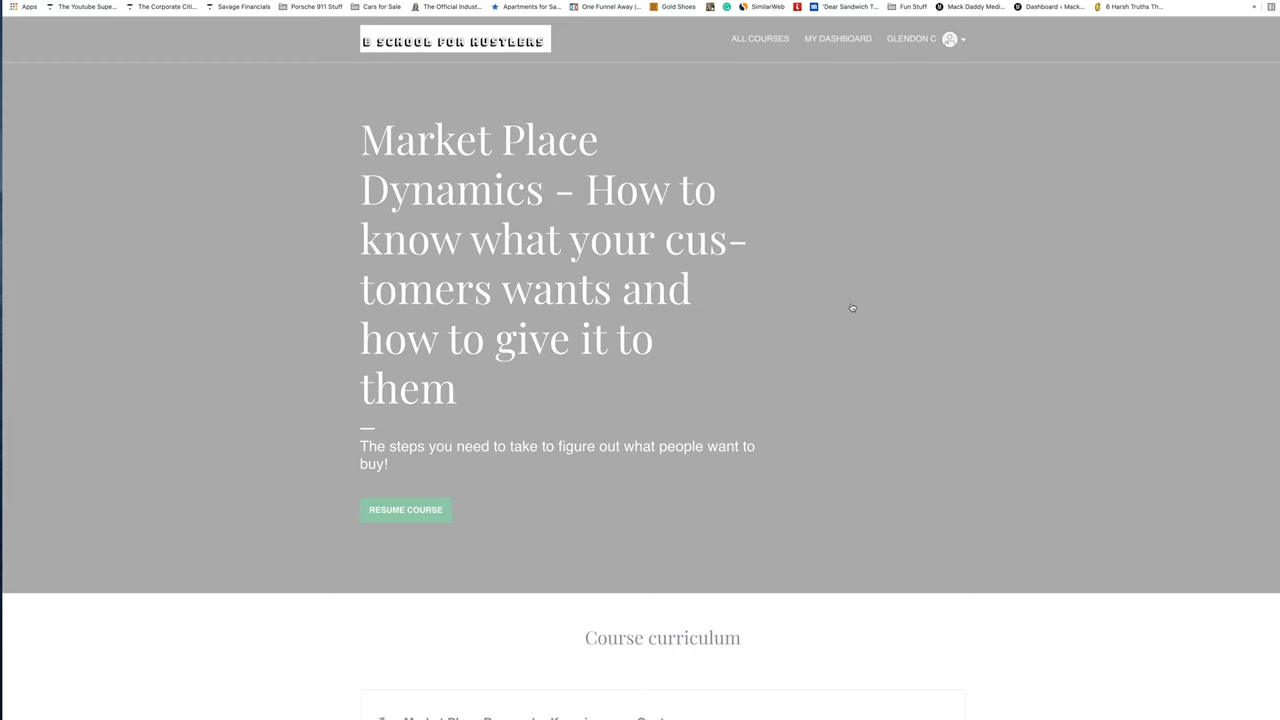 Apps The Youtube Supe... The Corporate Citi... Savage Financials Porsche 911 Stuff Cars for Sale The Official Indust... Apartments for Sa... One Funnel Away |... Gold Shoes SimilarWeb "Dear Sandwich T... Fun Stuff Mack Daddy Medi... Dashboard ‹ Mack... 6 Harsh Truths Th... »
B SCHOOL FOR HUSTLERS ALL COURSES MY DASHBOARD GLENDON C
Market Place
Dynamics - How to
know what your cus-
tomers wants and
how to give it to
them
The steps you need to take to figure out what people want to
buy!
RESUME COURSE
Course curriculum